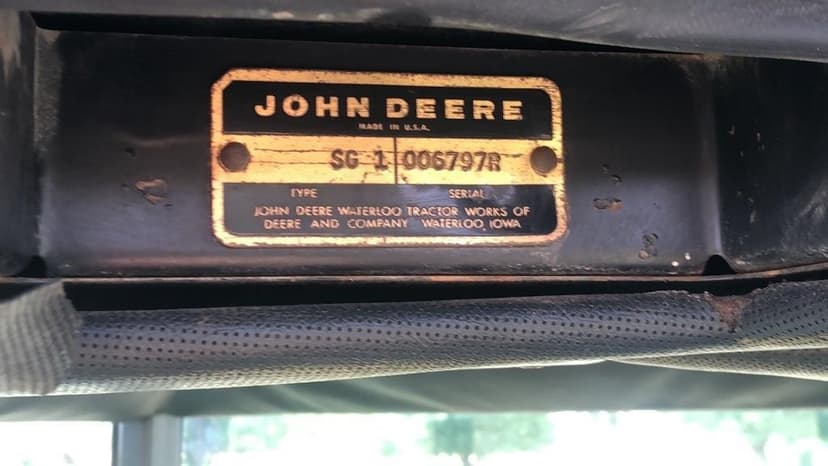 JOHN DEERE
MADE IN U.S.A.
SG 1 006797R
TYPE SERIAL
JOHN DEERE WATERLOO TRACTOR WORKS OF
DEERE AND COMPANY WATERLOO, IOWA